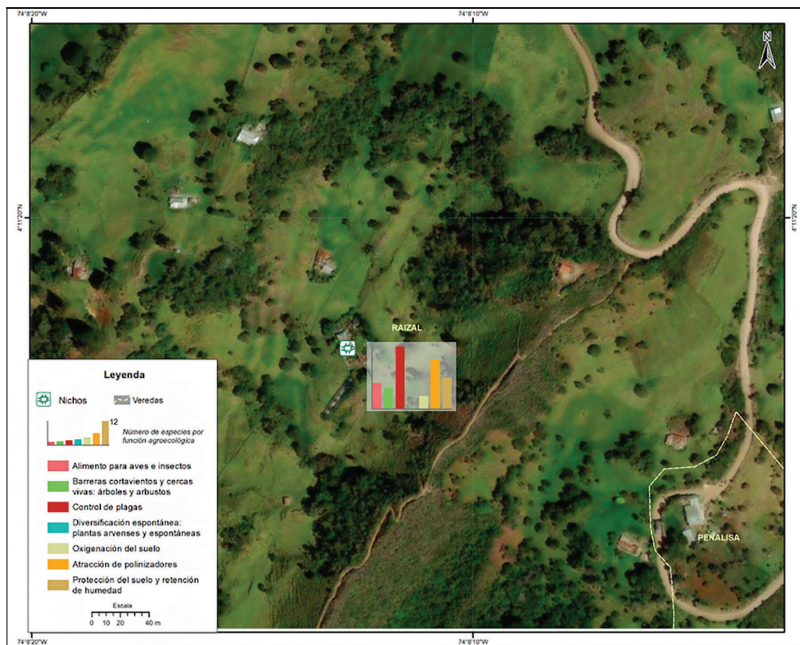 74°8'20"W
74°8'10"W
N
4°11'20"N
4°11'20"N
RAIZAL
PEÑALISA
Leyenda
Nichos
Veredas
12
Número de especies por
función agroecológica
Alimento para aves e insectos
Barreras cortavientos y cercas
vivas: árboles y arbustos
Control de plagas
Diversificación espontánea:
plantas arvenses y espontáneas
Oxigenación del suelo
Atracción de polinizadores
Protección del suelo y retención
de humedad
Escala
0 10 20 40 m
74°8'20"W
74°8'10"W